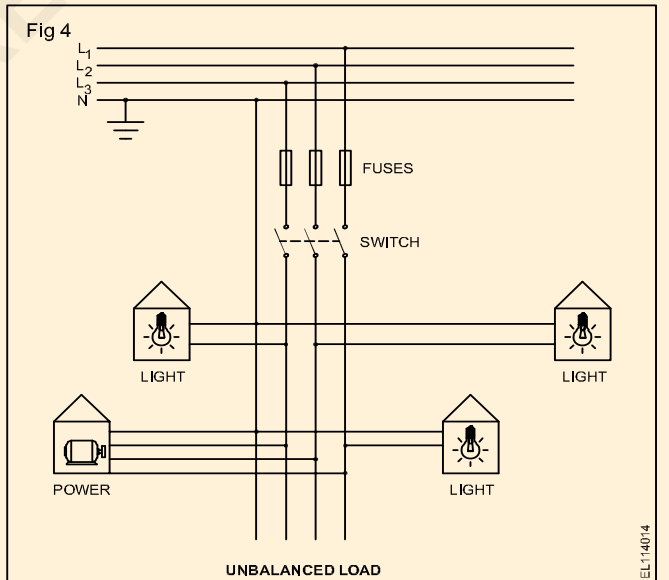 Fig 4
L1
L2
L3
N
FUSES
SWITCH
LIGHT
LIGHT
POWER
LIGHT
UNBALANCED LOAD
EL114014